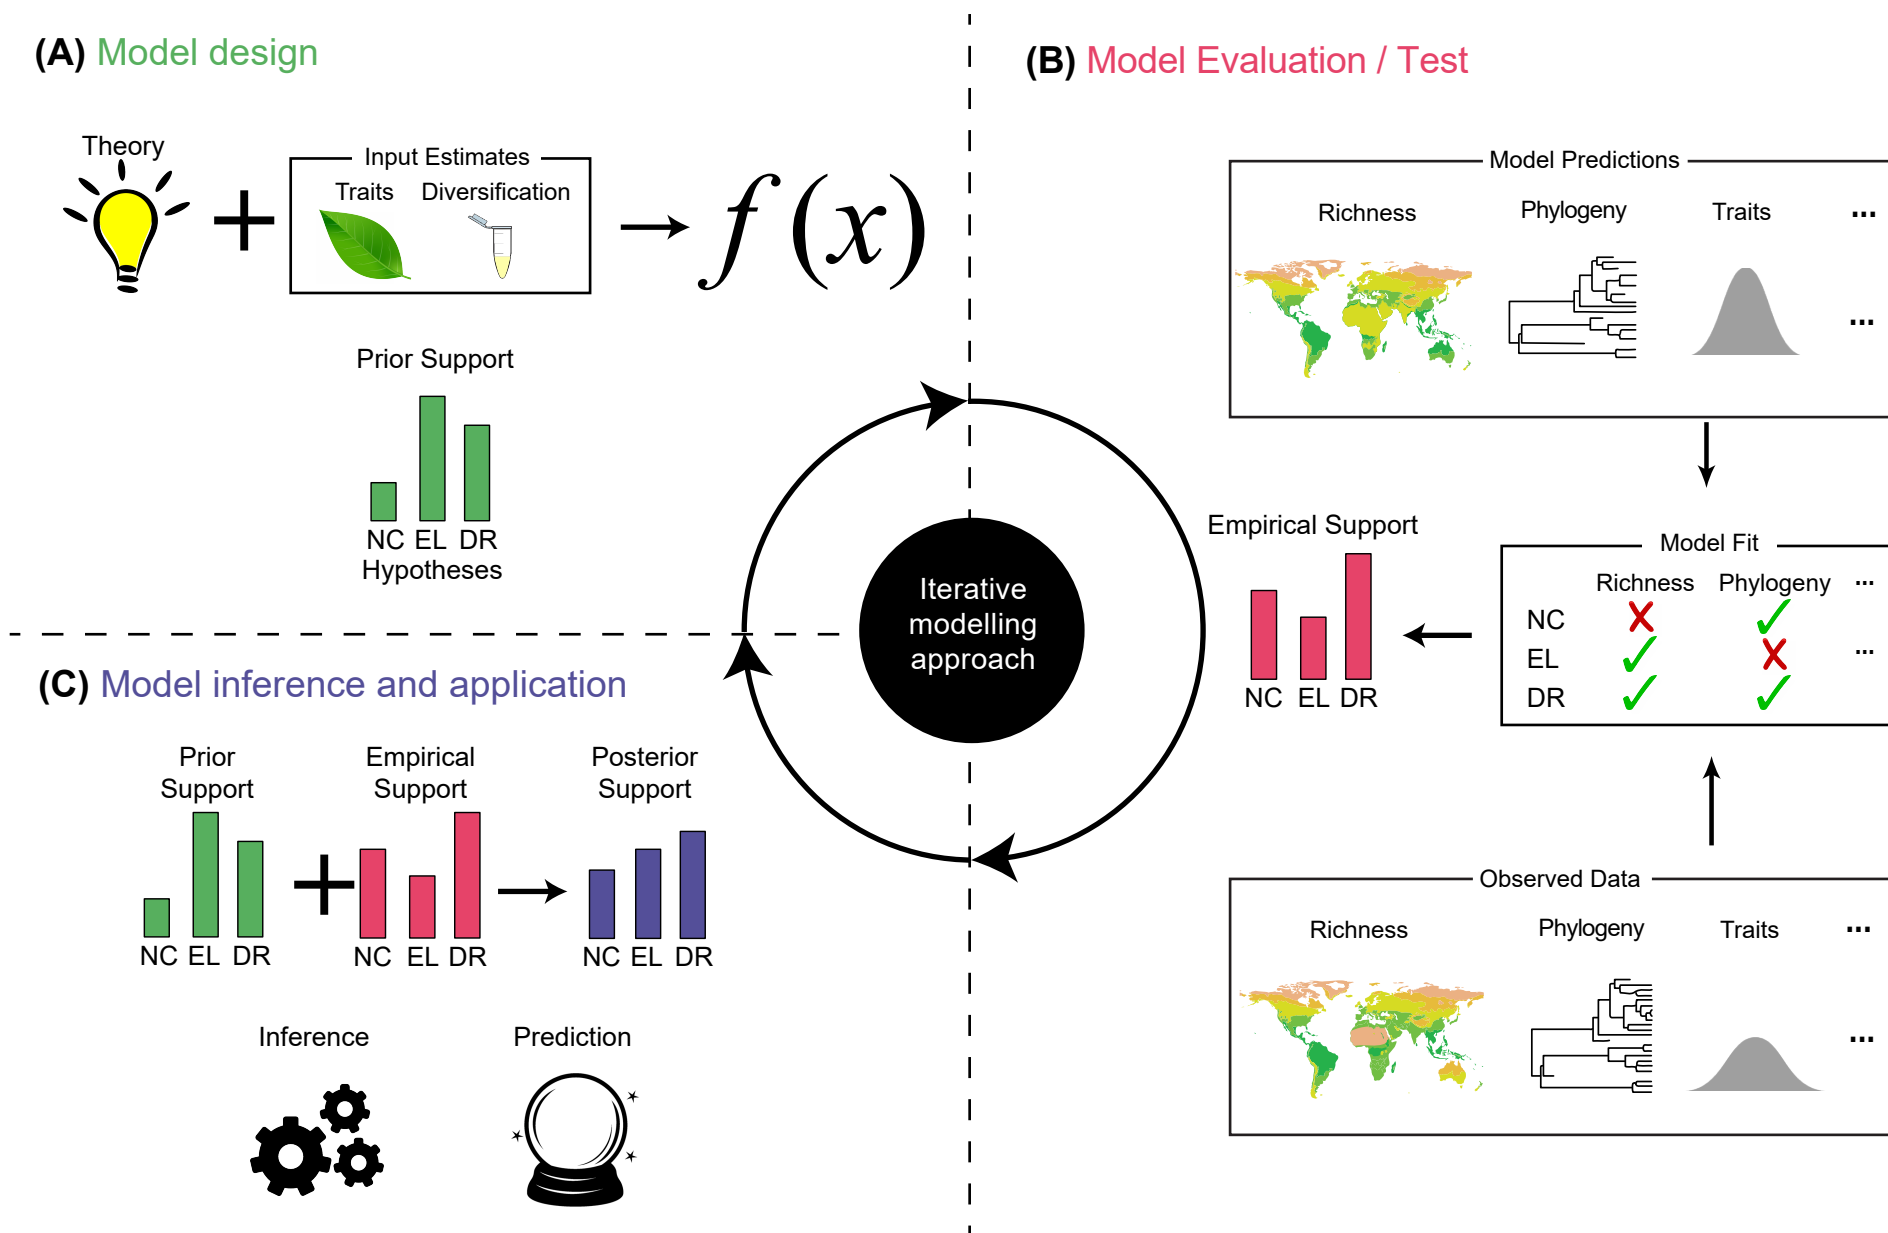 (A) Model design
Theory
Input Estimates
Traits Diversification
f (x)
Prior Support
NC EL DR
Hypotheses
(B) Model Evaluation / Test
Model Predictions
Richness Phylogeny Traits ...
...
Empirical Support
NC EL DR
Model Fit
Richness Phylogeny ...
NC
EL ...
DR
Observed Data
Richness Phylogeny Traits ...
...
Iterative
modelling
approach
(C) Model inference and application
Prior
Support
NC EL DR
Empirical
Support
NC EL DR
Posterior
Support
NC EL DR
Inference
Prediction